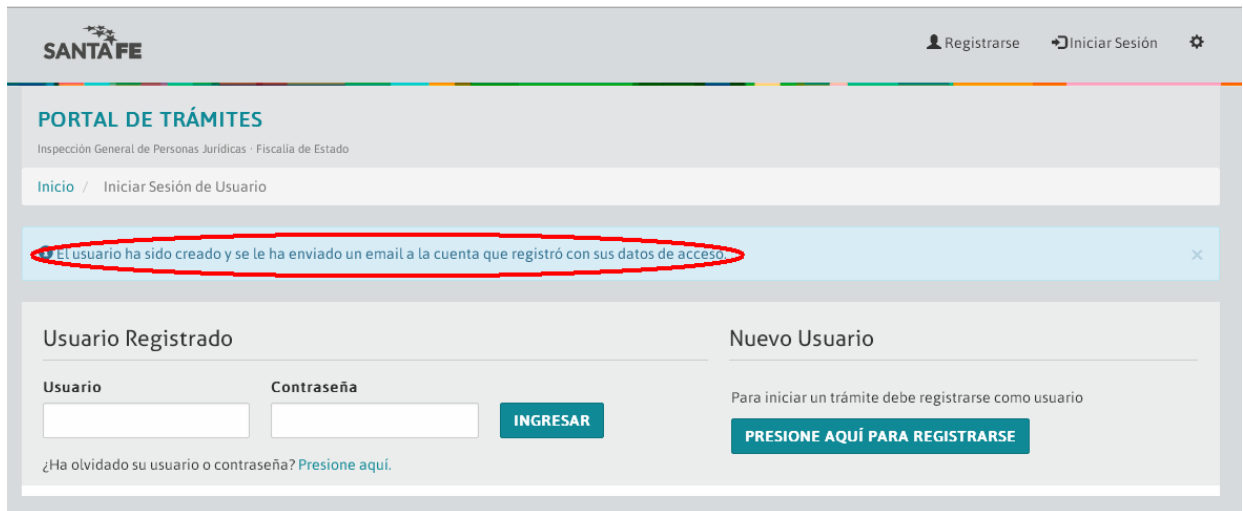 SANTA FE
Registrarse Iniciar Sesión
PORTAL DE TRÁMITES
Inspección General de Personas Jurídicas · Fiscalía de Estado
Inicio / Iniciar Sesión de Usuario
El usuario ha sido creado y se le ha enviado un email a la cuenta que registró con sus datos de acceso. ×
Usuario Registrado
Usuario Contraseña
INGRESAR
¿Ha olvidado su usuario o contraseña? Presione aquí.
Nuevo Usuario
Para iniciar un trámite debe registrarse como usuario
PRESIONE AQUÍ PARA REGISTRARSE